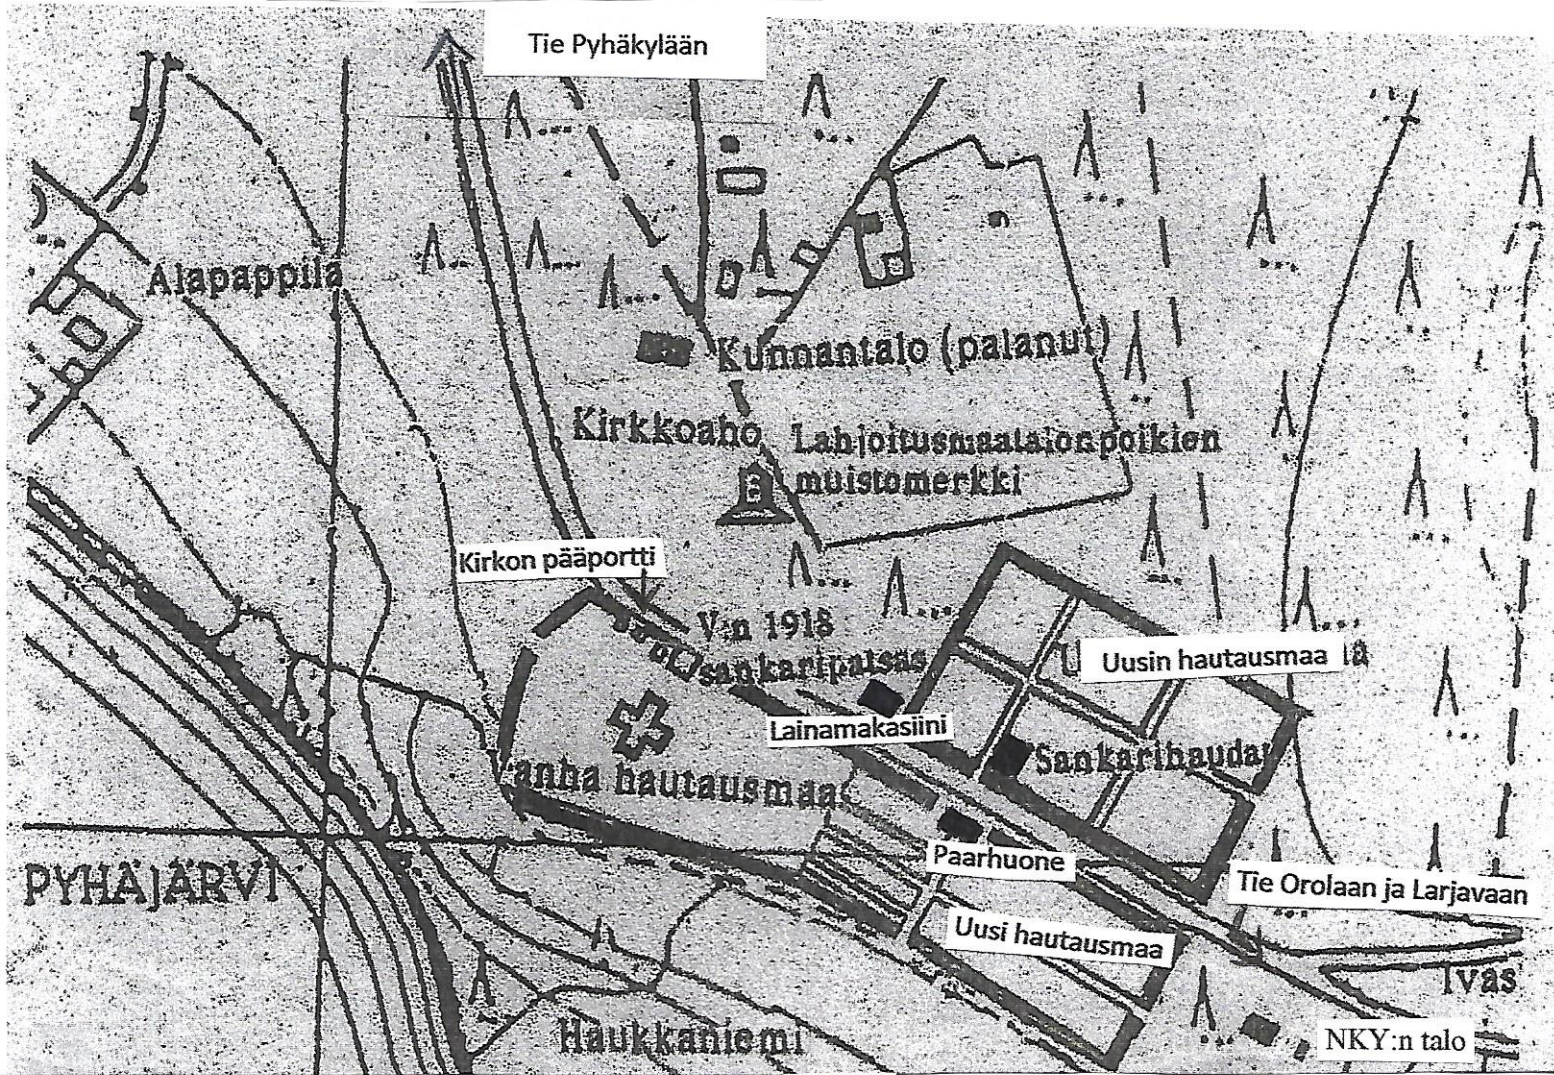 Tie Pyhäkylään
Alapappila
Kunnantalo (palanut)
Kirkkoaho
Lahjoitusmaatalonpoikien
muistomerkki
Kirkon pääportti
V:n 1918
sankaripatsas
Uusin hautausmaa
Lainamakasiini
Sankarihaudat
Vanha hautausmaa
Paarhuone
PYHÄJÄRVI
Tie Orolaan ja Larjavaan
Uusi hautausmaa
Ivas
Haukkaniemi
NKY:n talo